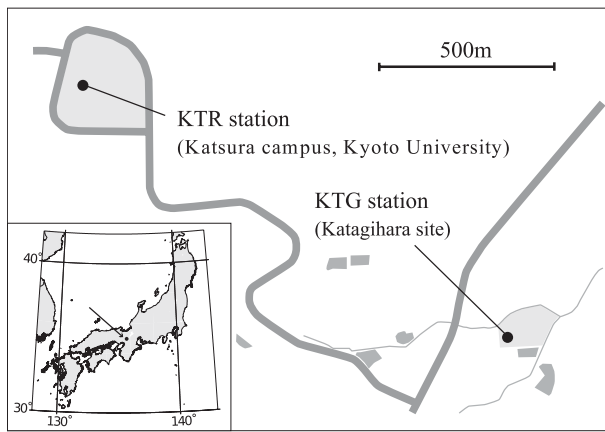 500m
KTR station
(Katsura campus, Kyoto University)
KTG station
(Katagihara site)
40°
30°
130°
140°